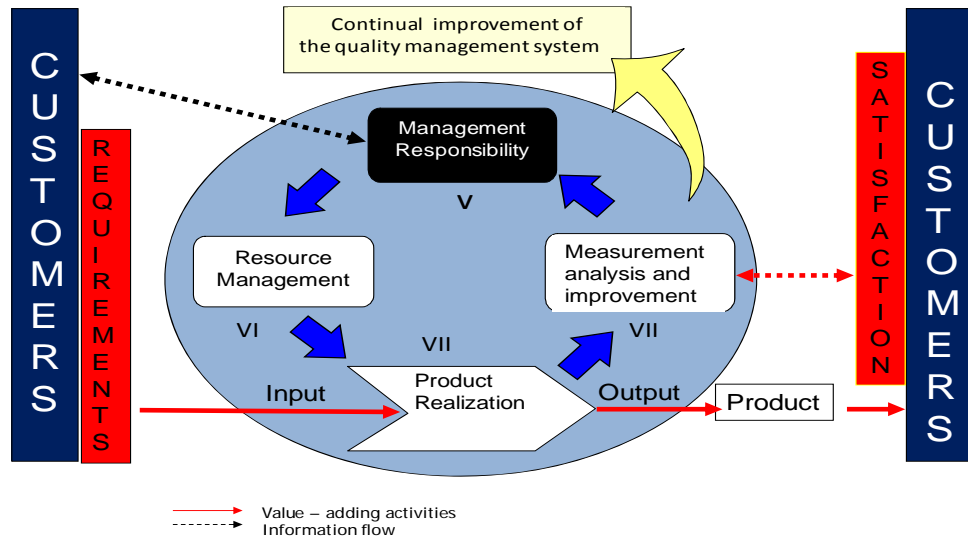 Continual improvement of
the quality management system
CUSTOMERS
REQUIREMENTS
Management
Responsibility
V
Resource
Management
VI
Measurement
analysis and
improvement
VII
VII
Product
Realization
Input
Output
Product
SATISFACTION
CUSTOMERS
Value – adding activities
Information flow